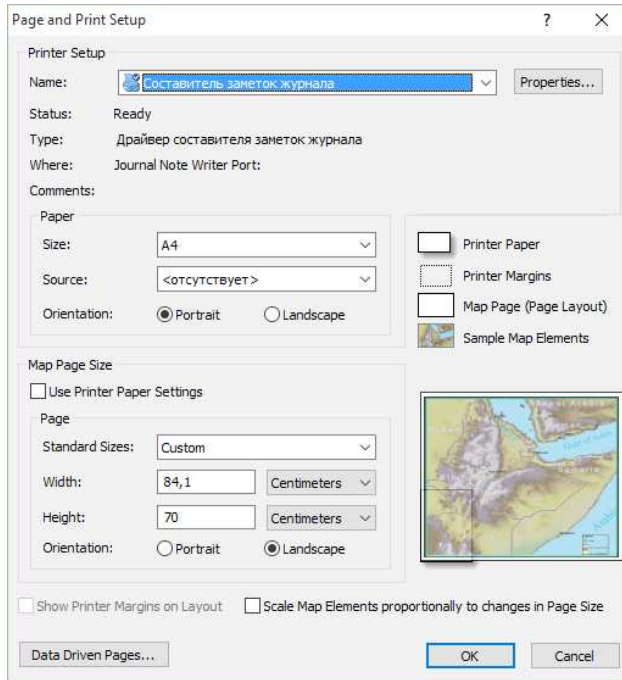 Page and Print Setup
Printer Setup
Name: Составитель заметок журнала Properties...
Status: Ready
Type: Драйвер составителя заметок журнала
Where: Journal Note Writer Port:
Comments:
Paper
Size: A4
Source: <отсутствует>
Orientation: Portrait Landscape
Printer Paper
Printer Margins
Map Page (Page Layout)
Sample Map Elements
Map Page Size
Use Printer Paper Settings
Page
Standard Sizes: Custom
Width: 84,1 Centimeters
Height: 70 Centimeters
Orientation: Portrait Landscape
Show Printer Margins on Layout Scale Map Elements proportionally to changes in Page Size
Data Driven Pages... OK Cancel